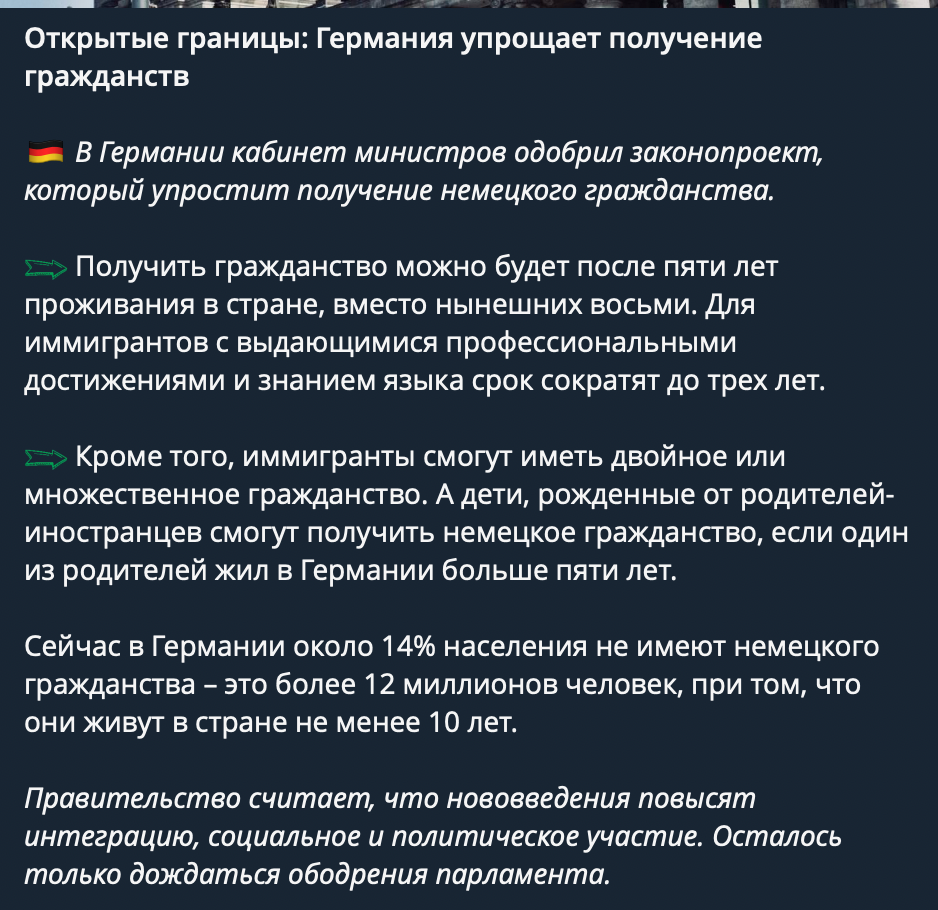 Открытые границы: Германия упрощает получение
гражданств
🇩🇪 В Германии кабинет министров одобрил законопроект,
который упростит получение немецкого гражданства.
Получить гражданство можно будет после пяти лет
проживания в стране, вместо нынешних восьми. Для
иммигрантов с выдающимися профессиональными
достижениями и знанием языка срок сократят до трех лет.
Кроме того, иммигранты смогут иметь двойное или
множественное гражданство. А дети, рожденные от родителей-
иностранцев смогут получить немецкое гражданство, если один
из родителей жил в Германии больше пяти лет.
Сейчас в Германии около 14% населения не имеют немецкого
гражданства – это более 12 миллионов человек, при том, что
они живут в стране не менее 10 лет.
Правительство считает, что нововведения повысят
интеграцию, социальное и политическое участие. Осталось
только дождаться ободрения парламента.